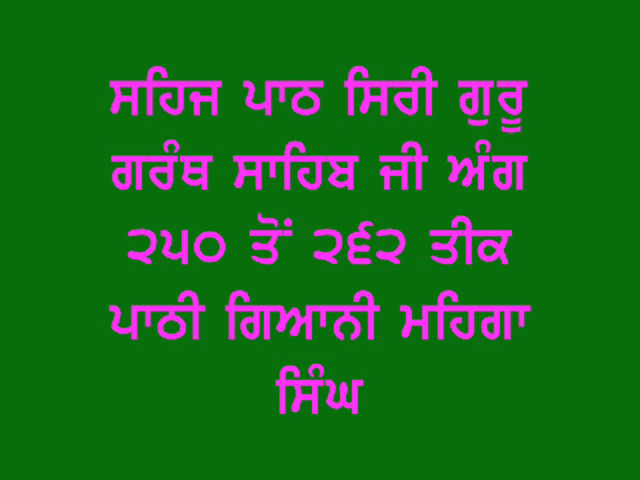 ਸਹਿਜ ਪਾਠ ਸਿਰੀ ਗੁਰੂ
ਗਰੰਥ ਸਾਹਿਬ ਜੀ ਅੰਗ
੨੫੦ ਤੋਂ ੨੬੨ ਤੀਕ
ਪਾਠੀ ਗਿਆਨੀ ਮਹਿਗਾ
ਸਿੰਘ